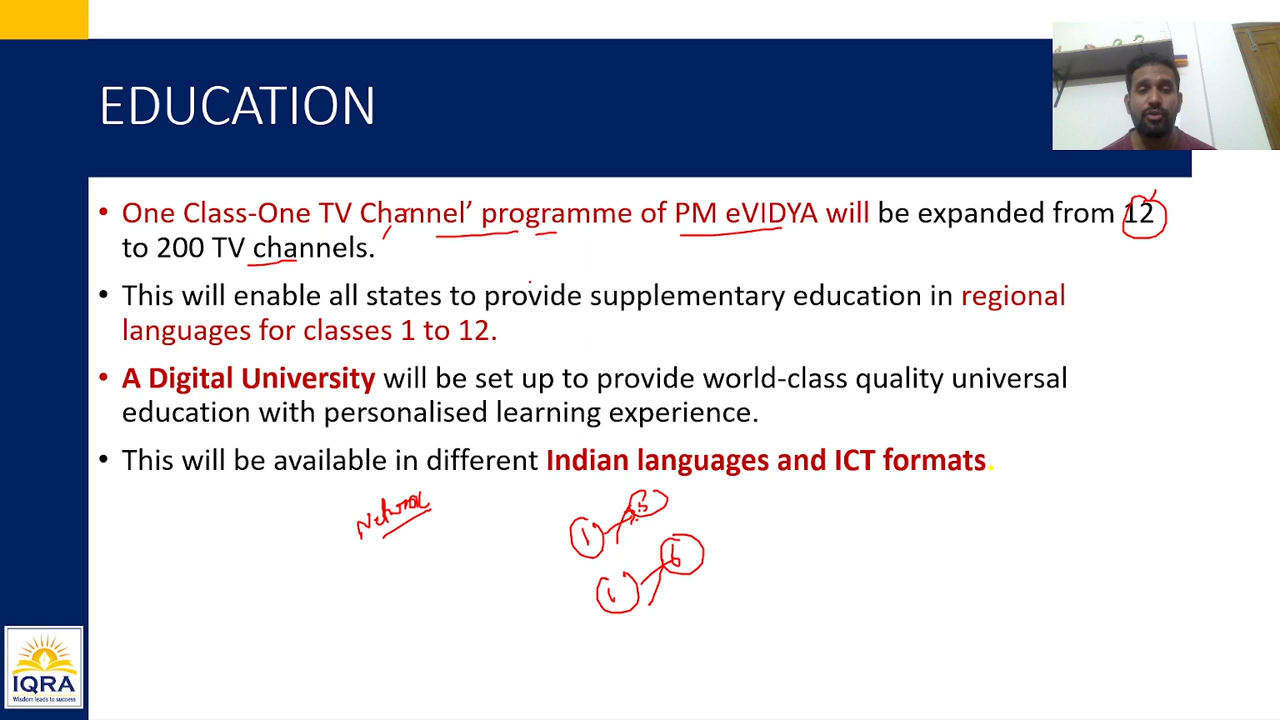 EDUCATION
• One Class-One TV Channel’ programme of PM eVIDYA will be expanded from 12
to 200 TV channels.
• This will enable all states to provide supplementary education in regional
languages for classes 1 to 12.
• A Digital University will be set up to provide world-class quality universal
education with personalised learning experience.
• This will be available in different Indian languages and ICT formats.
Network
1
6
IQRA
Wisdom leads to success